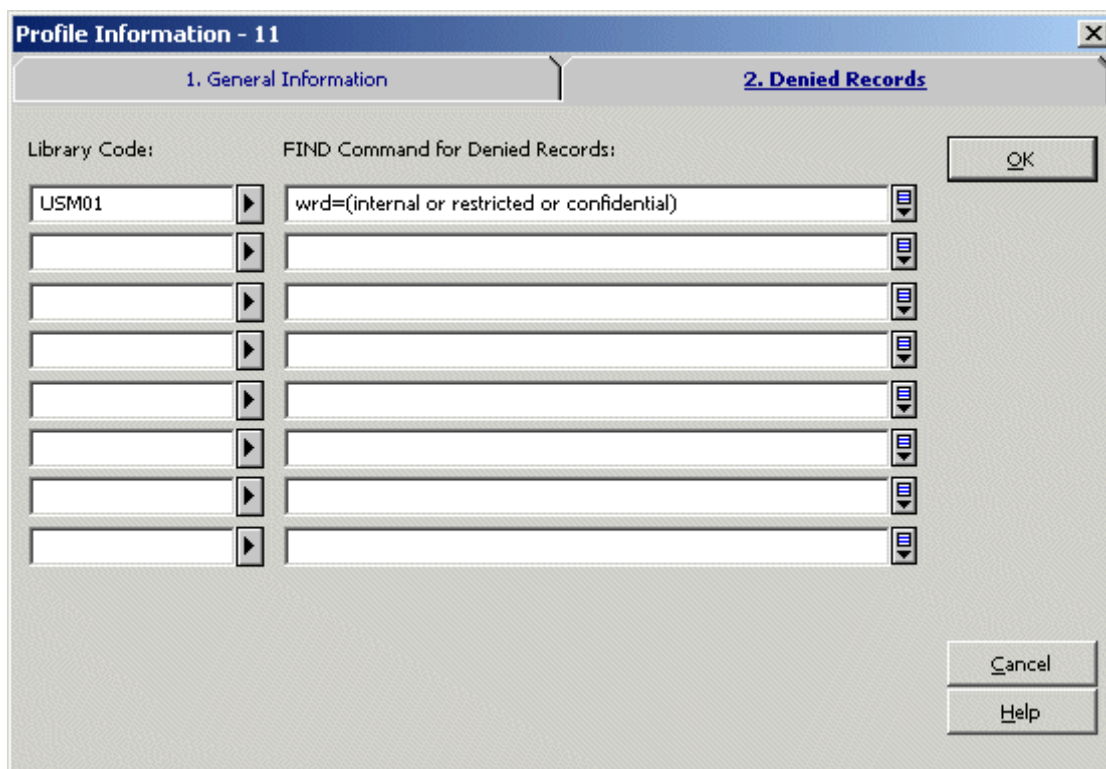 Profile Information - 11
1. General Information
2. Denied Records
Library Code:
FIND Command for Denied Records:
OK
USM01
wrd=(internal or restricted or confidential)
Cancel
Help